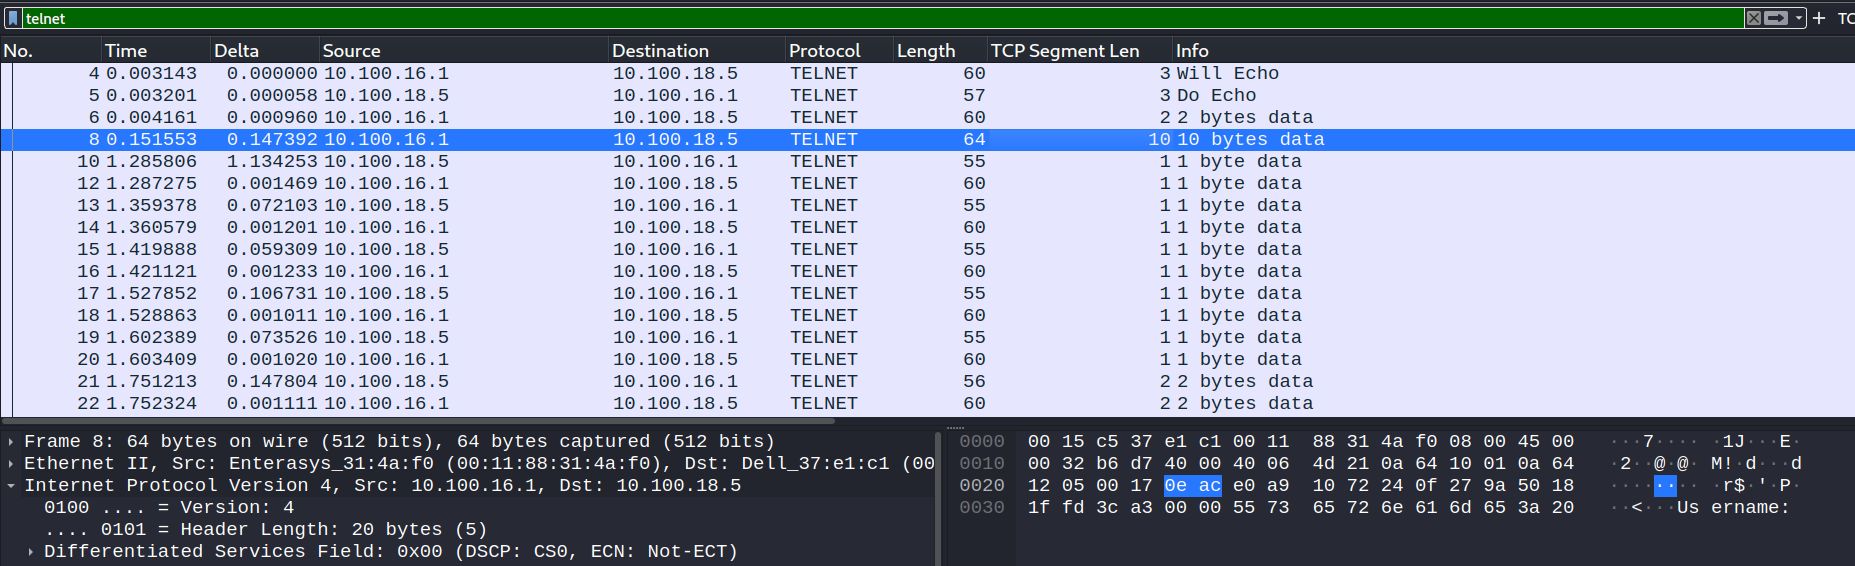 telnet + TC
No. Time Delta Source Destination Protocol Length TCP Segment Len Info
4 0.003143 0.000000 10.100.16.1 10.100.18.5 TELNET 60 3 Will Echo
5 0.003201 0.000058 10.100.18.5 10.100.16.1 TELNET 57 3 Do Echo
6 0.004161 0.000960 10.100.16.1 10.100.18.5 TELNET 60 2 2 bytes data
8 0.151553 0.147392 10.100.16.1 10.100.18.5 TELNET 64 10 10 bytes data
10 1.285806 1.134253 10.100.18.5 10.100.16.1 TELNET 55 1 1 byte data
12 1.287275 0.001469 10.100.16.1 10.100.18.5 TELNET 60 1 1 byte data
13 1.359378 0.072103 10.100.18.5 10.100.16.1 TELNET 55 1 1 byte data
14 1.360579 0.001201 10.100.16.1 10.100.18.5 TELNET 60 1 1 byte data
15 1.419888 0.059309 10.100.18.5 10.100.16.1 TELNET 55 1 1 byte data
16 1.421121 0.001233 10.100.16.1 10.100.18.5 TELNET 60 1 1 byte data
17 1.527852 0.106731 10.100.18.5 10.100.16.1 TELNET 55 1 1 byte data
18 1.528863 0.001011 10.100.16.1 10.100.18.5 TELNET 60 1 1 byte data
19 1.602389 0.073526 10.100.18.5 10.100.16.1 TELNET 55 1 1 byte data
20 1.603409 0.001020 10.100.16.1 10.100.18.5 TELNET 60 1 1 byte data
21 1.751213 0.147804 10.100.18.5 10.100.16.1 TELNET 56 2 2 bytes data
22 1.752324 0.001111 10.100.16.1 10.100.18.5 TELNET 60 2 2 bytes data
Frame 8: 64 bytes on wire (512 bits), 64 bytes captured (512 bits)
Ethernet II, Src: Enterasys_31:4a:f0 (00:11:88:31:4a:f0), Dst: Dell_37:e1:c1 (00
Internet Protocol Version 4, Src: 10.100.16.1, Dst: 10.100.18.5
0100 .... = Version: 4
.... 0101 = Header Length: 20 bytes (5)
Differentiated Services Field: 0x00 (DSCP: CS0, ECN: Not-ECT)
0000 00 15 c5 37 e1 c1 00 11 88 31 4a f0 08 00 45 00 ···7···· ·1J···E·
0010 00 32 b6 d7 40 00 40 06 4d 21 0a 64 10 01 0a 64 ·2··@·@· M!·d···d
0020 12 05 00 17 0e ac e0 a9 10 72 24 0f 27 9a 50 18 ········ ·r$·'·P·
0030 1f fd 3c a3 00 00 55 73 65 72 6e 61 6d 65 3a 20 ··<···Us ername: